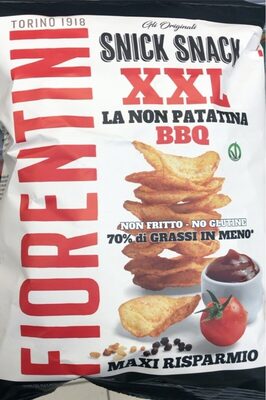 TORINO 1918
FIORENTINI
Gli Originali
SNICK SNACK
XXL
LA NON PATATINA
BBQ
NON FRITTO - NO GLUTINE
70% di GRASSI IN MENO*
MAXI RISPARMIO